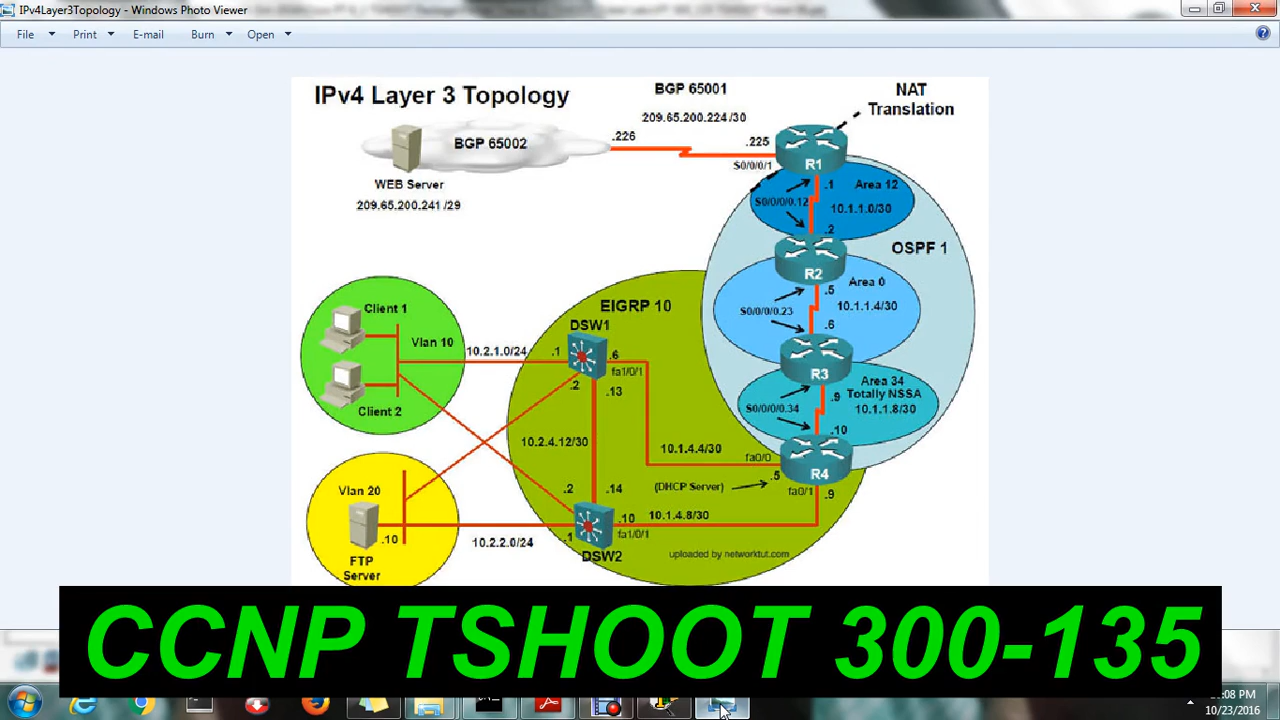 IPv4Layer3Topology - Windows Photo Viewer
File Print E-mail Burn Open
IPv4 Layer 3 Topology
BGP 65001
NAT
Translation
209.65.200.224 /30
.226
.225
BGP 65002
S0/0/0/1
R1
WEB Server
209.65.200.241 /29
.1
Area 12
S0/0/0/0.12
10.1.1.0/30
.2
OSPF 1
R2
Area 0
.5
10.1.1.4/30
S0/0/0/0.23
.6
R3
Area 34
Totally NSSA
10.1.1.8/30
.9
S0/0/0/0.34
.10
R4
EIGRP 10
DSW1
Client 1
Vlan 10
10.2.1.0/24
.1
.6
fa1/0/1
.2
.13
Client 2
10.2.4.12/30
10.1.4.4/30
fa0/0
.5
(DHCP Server)
fa0/1
.9
Vlan 20
.2
.14
.10
10.1.4.8/30
fa1/0/1
.10
10.2.2.0/24
.1
DSW2
FTP
Server
uploaded by networktut.com
CCNP TSHOOT 300-135
10/23/2016